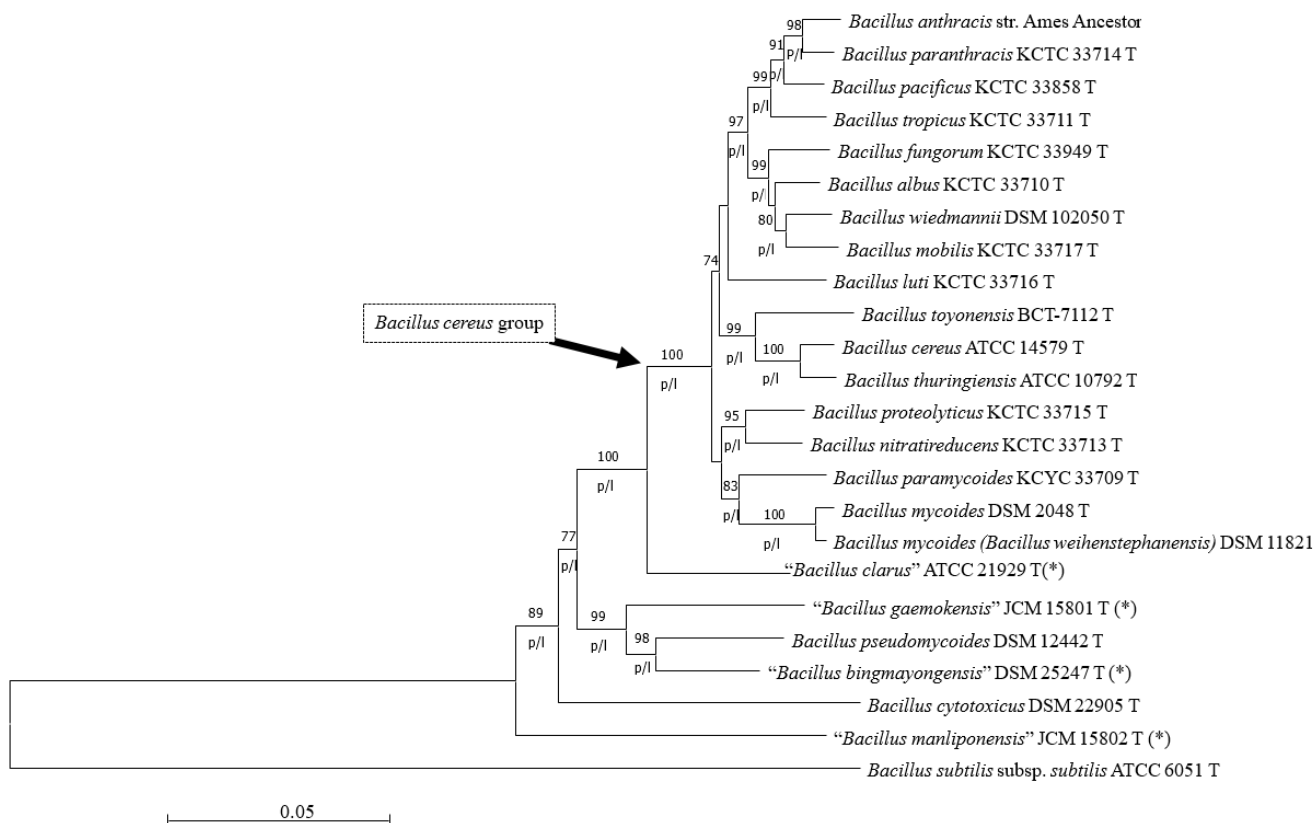 98
Bacillus anthracis str. Ames Ancestor
91
p/l
Bacillus paranthracis KCTC 33714 T
99
p/
Bacillus pacificus KCTC 33858 T
p/l
97
Bacillus tropicus KCTC 33711 T
p/l
99
Bacillus fungorum KCTC 33949 T
p/l
Bacillus albus KCTC 33710 T
80
Bacillus wiedmannii DSM 102050 T
p/l
Bacillus mobilis KCTC 33717 T
74
Bacillus luti KCTC 33716 T
Bacillus cereus group
99
Bacillus toyonensis BCT-7112 T
p/l
100
Bacillus cereus ATCC 14579 T
100
p/l
p/l
Bacillus thuringiensis ATCC 10792 T
95
Bacillus proteolyticus KCTC 33715 T
p/l
Bacillus nitratireducens KCTC 33713 T
100
p/l
83
Bacillus paramycoides KCYC 33709 T
p/l
100
Bacillus mycoides DSM 2048 T
p/l
Bacillus mycoides (Bacillus weihenstephanensis) DSM 11821
77
p/l
“Bacillus clarus” ATCC 21929 T(*)
89
p/l
99
“Bacillus gaemokensis” JCM 15801 T (*)
p/l
98
Bacillus pseudomycoides DSM 12442 T
p/l
“Bacillus bingmayongensis” DSM 25247 T (*)
Bacillus cytotoxicus DSM 22905 T
“Bacillus manliponensis” JCM 15802 T (*)
Bacillus subtilis subsp. subtilis ATCC 6051 T
0.05